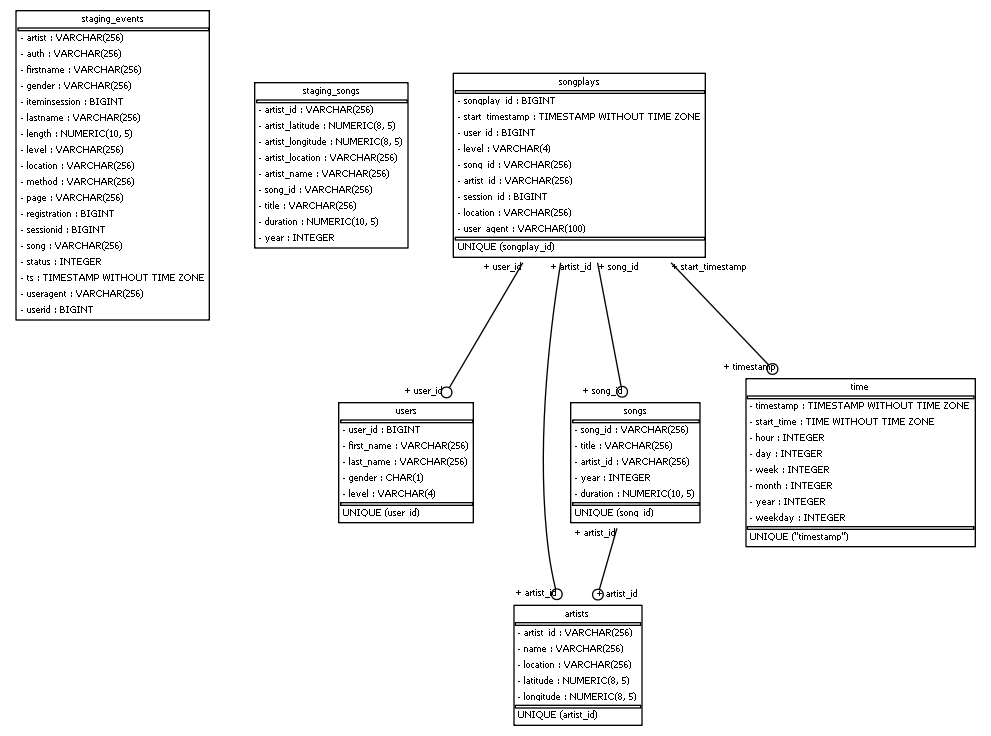 staging_events
- artist : VARCHAR(256)
- auth : VARCHAR(256)
- firstname : VARCHAR(256)
- gender : VARCHAR(256)
- iteminsession : BIGINT
- lastname : VARCHAR(256)
- length : NUMERIC(10, 5)
- level : VARCHAR(256)
- location : VARCHAR(256)
- method : VARCHAR(256)
- page : VARCHAR(256)
- registration : BIGINT
- sessionid : BIGINT
- song : VARCHAR(256)
- status : INTEGER
- ts : TIMESTAMP WITHOUT TIME ZONE
- useragent : VARCHAR(256)
- userid : BIGINT
staging_songs
- artist_id : VARCHAR(256)
- artist_latitude : NUMERIC(8, 5)
- artist_longitude : NUMERIC(8, 5)
- artist_location : VARCHAR(256)
- artist_name : VARCHAR(256)
- song_id : VARCHAR(256)
- title : VARCHAR(256)
- duration : NUMERIC(10, 5)
- year : INTEGER
songplays
- songplay_id : BIGINT
- start_timestamp : TIMESTAMP WITHOUT TIME ZONE
- user_id : BIGINT
- level : VARCHAR(4)
- song_id : VARCHAR(256)
- artist_id : VARCHAR(256)
- session_id : BIGINT
- location : VARCHAR(256)
- user_agent : VARCHAR(100)
UNIQUE (songplay_id)
+ user_id
+ artist_id
+ song_id
+ start_timestamp
+ user_id
+ song_id
+ timestamp
users
- user_id : BIGINT
- first_name : VARCHAR(256)
- last_name : VARCHAR(256)
- gender : CHAR(1)
- level : VARCHAR(4)
UNIQUE (user_id)
songs
- song_id : VARCHAR(256)
- title : VARCHAR(256)
- artist_id : VARCHAR(256)
- year : INTEGER
- duration : NUMERIC(10, 5)
UNIQUE (song_id)
time
- timestamp : TIMESTAMP WITHOUT TIME ZONE
- start_time : TIME WITHOUT TIME ZONE
- hour : INTEGER
- day : INTEGER
- week : INTEGER
- month : INTEGER
- year : INTEGER
- weekday : INTEGER
UNIQUE ("timestamp")
+ artist_id
+ artist_id
+ artist_id
artists
- artist_id : VARCHAR(256)
- name : VARCHAR(256)
- location : VARCHAR(256)
- latitude : NUMERIC(8, 5)
- longitude : NUMERIC(8, 5)
UNIQUE (artist_id)